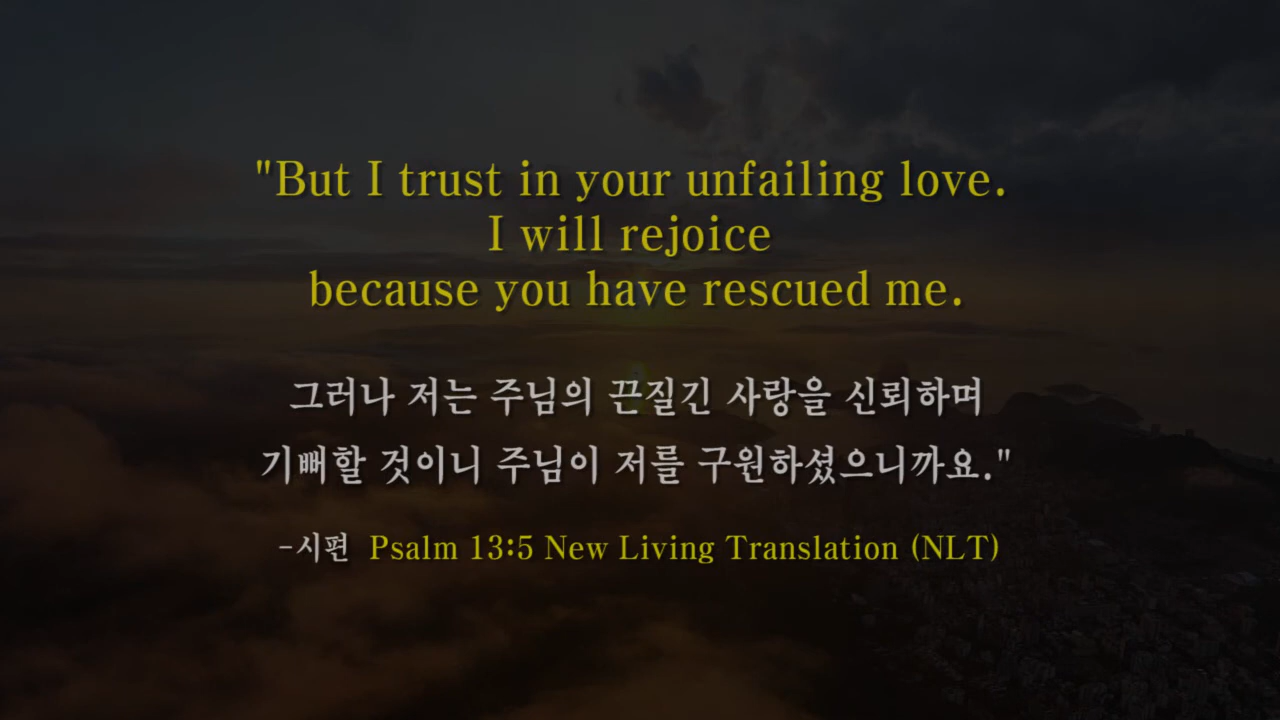 "But I trust in your unfailing love.
I will rejoice
because you have rescued me.
그러나 저는 주님의 끈질긴 사랑을 신뢰하며
기뻐할 것이니 주님이 저를 구원하셨으니까요."
-시편 Psalm 13:5 New Living Translation (NLT)